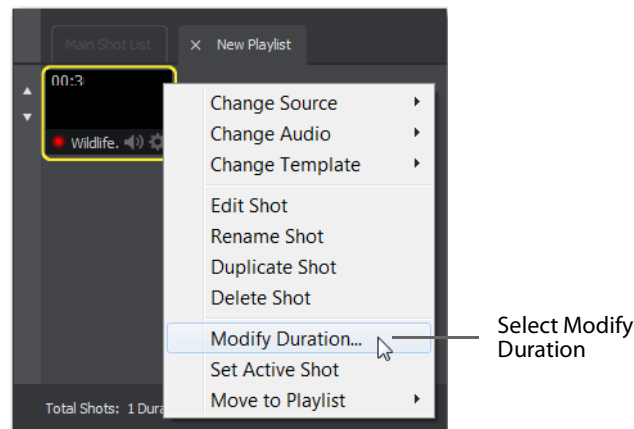 Main Shot List × New Playlist
00:3
Wildlife.
Change Source
Change Audio
Change Template
Edit Shot
Rename Shot
Duplicate Shot
Delete Shot
Modify Duration...
Set Active Shot
Move to Playlist
Select Modify
Duration
Total Shots: 1 Dura